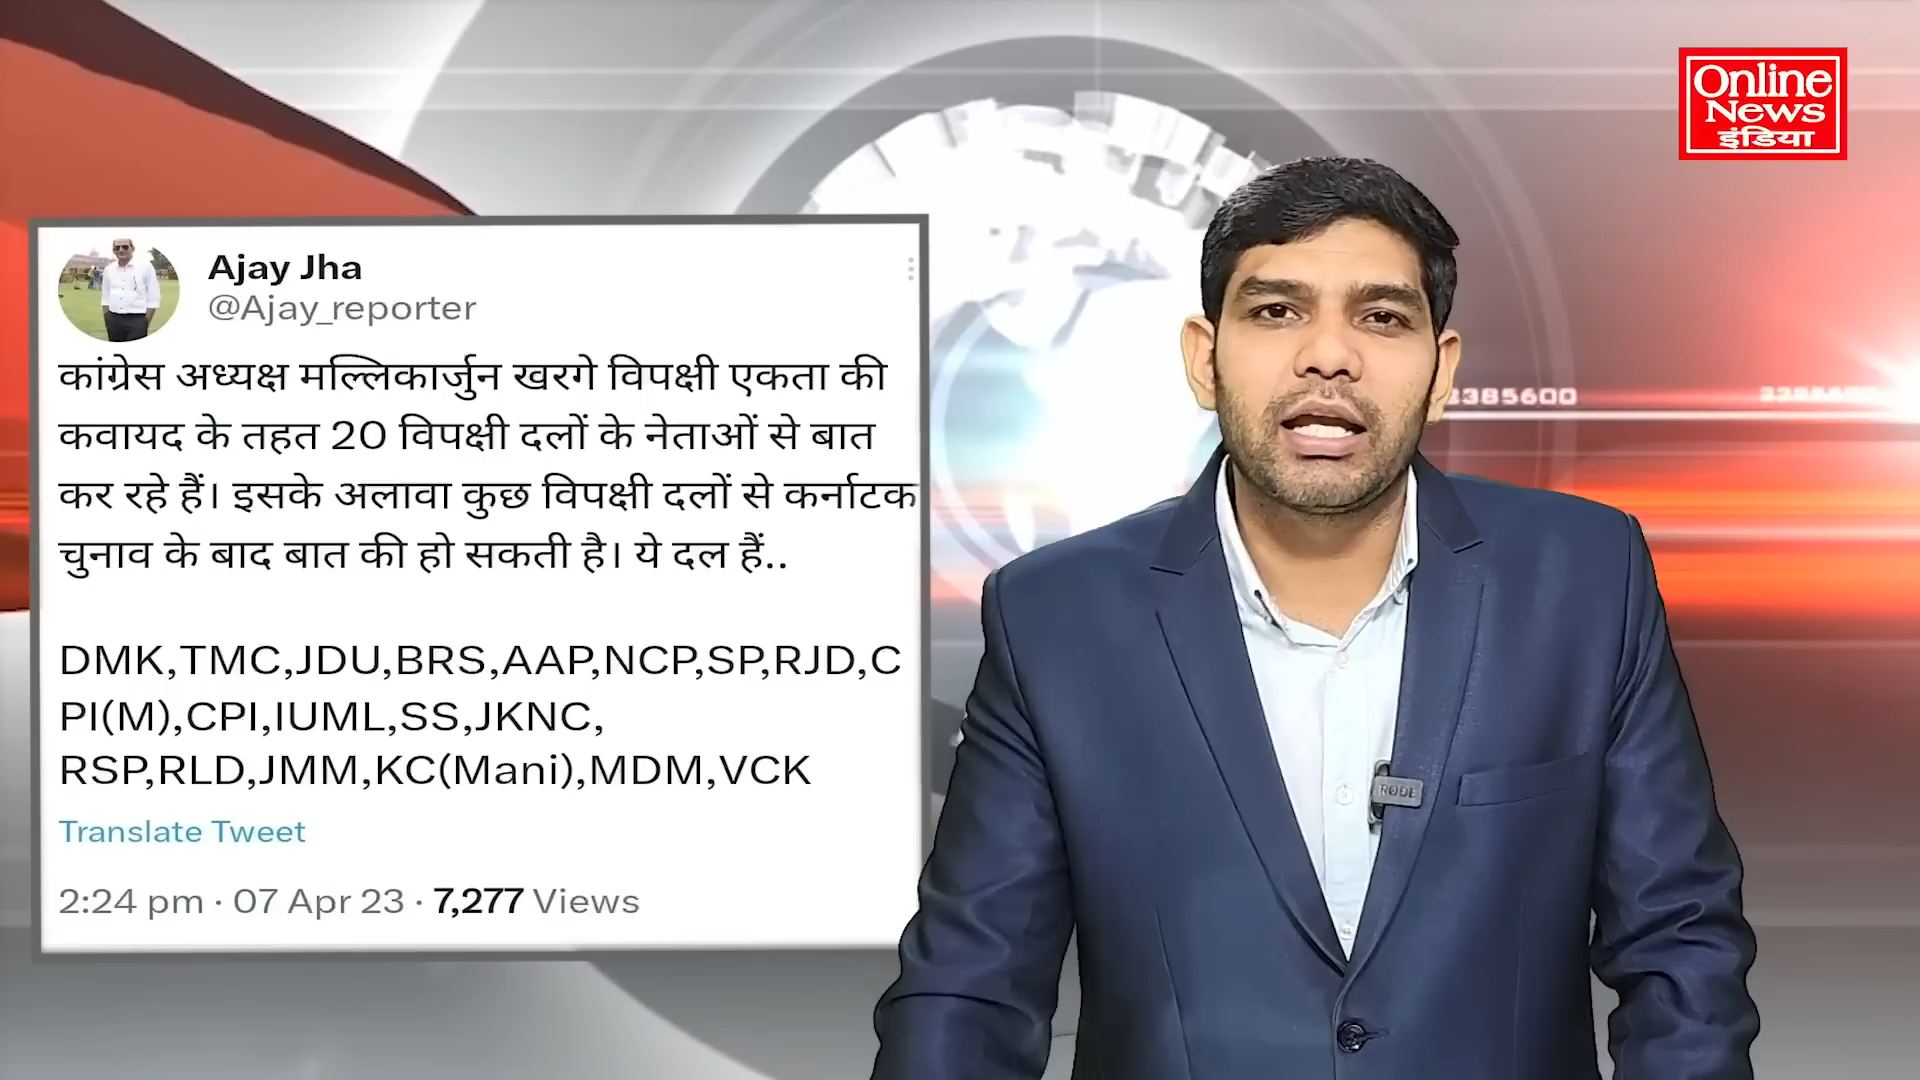 Online
News
इंडिया
Ajay Jha
@Ajay_reporter
कांग्रेस अध्यक्ष मल्लिकार्जुन खरगे विपक्षी एकता की
कवायद के तहत 20 विपक्षी दलों के नेताओं से बात
कर रहे हैं। इसके अलावा कुछ विपक्षी दलों से कर्नाटक
चुनाव के बाद बात की हो सकती है। ये दल हैं..
DMK,TMC,JDU,BRS,AAP,NCP,SP,RJD,C
PI(M),CPI,IUML,SS,JKNC,
RSP,RLD,JMM,KC(Mani),MDM,VCK
Translate Tweet
2:24 pm · 07 Apr 23 · 7,277 Views
2385600
RØDE